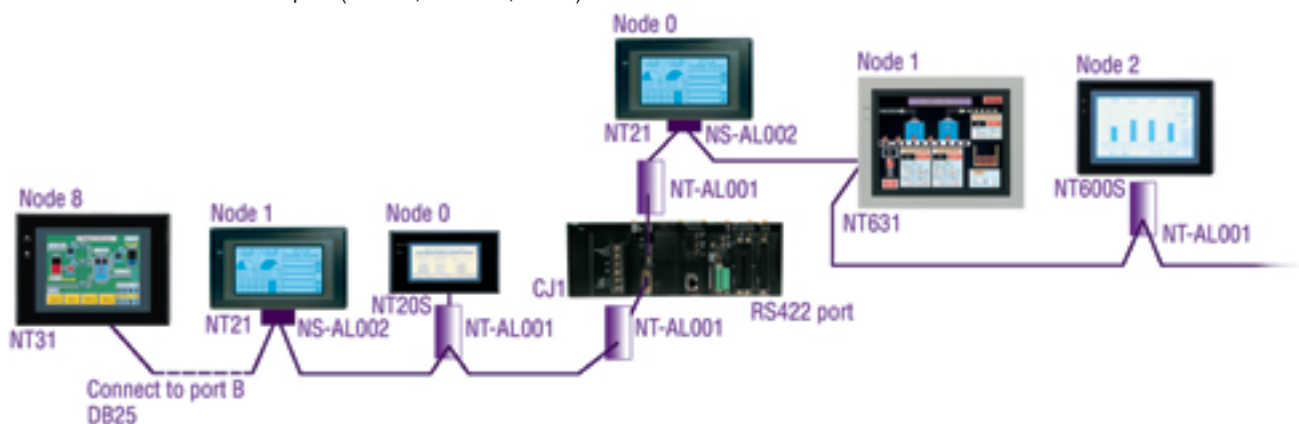 Node 0
Node 1
Node 2
NT21
NS-AL002
NT-AL001
NT631
NT600S
NT-AL001
Node 8
Node 1
Node 0
CJ1
RS422 port
NT31
NT21
NS-AL002
NT20S
NT-AL001
NT-AL001
Connect to port B
DB25